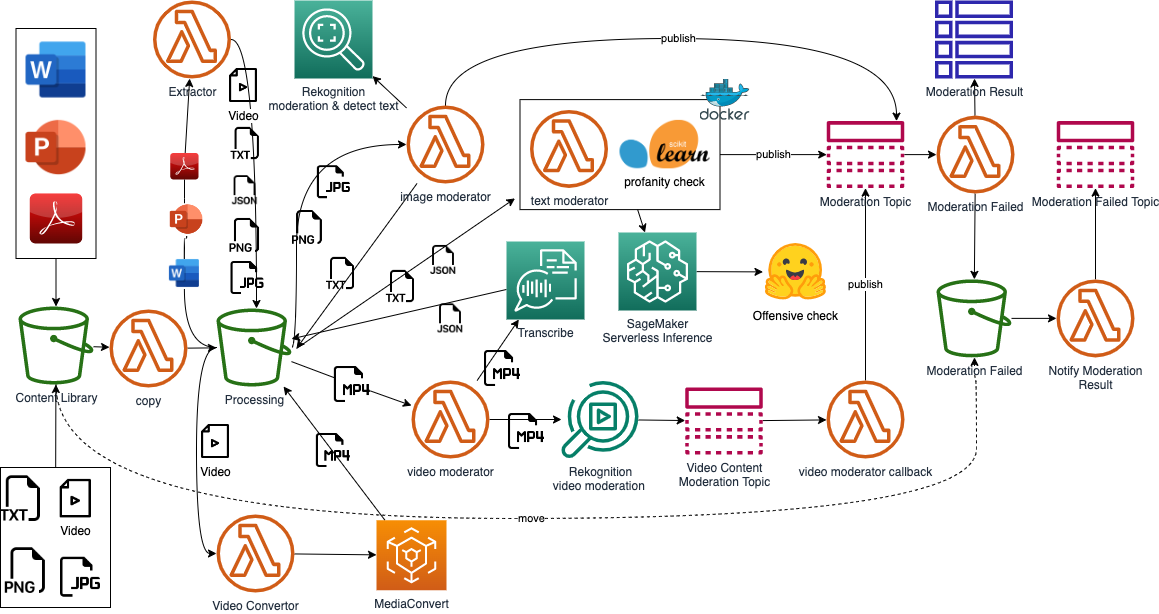 W
P
Content Library
TXT
Video
PNG
JPG
copy
Extractor
P
W
Video
TXT
JSON
PNG
JPG
Processing
Video
Video Convertor
MediaConvert
MP4
Rekognition
moderation & detect text
JPG
PNG
image moderator
TXT
TXT
JSON
JSON
Transcribe
MP4
MP4
video moderator
MP4
Rekognition
video moderation
Video Content
Moderation Topic
video moderator callback
publish
docker
scikit
learn
profanity check
text moderator
publish
SageMaker
Serverless Inference
Offensive check
publish
Moderation Topic
Moderation Result
Moderation Failed
Moderation Failed Topic
Moderation Failed
Notify Moderation
Result
move